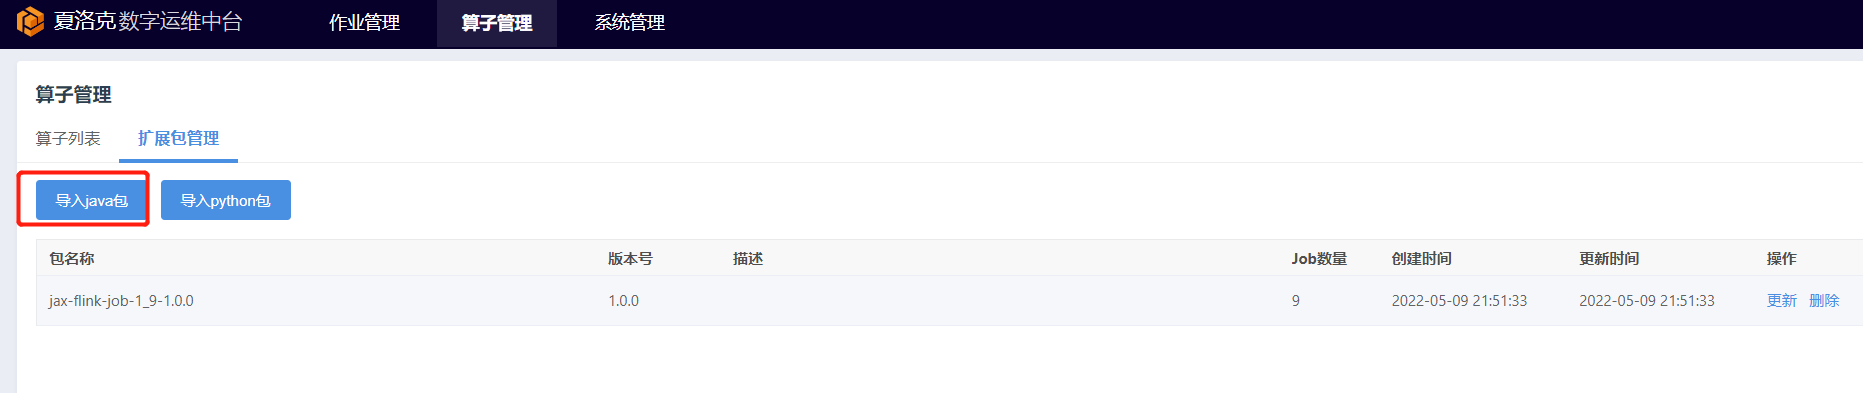 夏洛克数字运维中台 作业管理 算子管理 系统管理
算子管理
算子列表 扩展包管理
导入java包 导入python包
包名称 版本号 描述 Job数量 创建时间 更新时间 操作
jax-flink-job-1_9-1.0.0 1.0.0 9 2022-05-09 21:51:33 2022-05-09 21:51:33 更新 删除